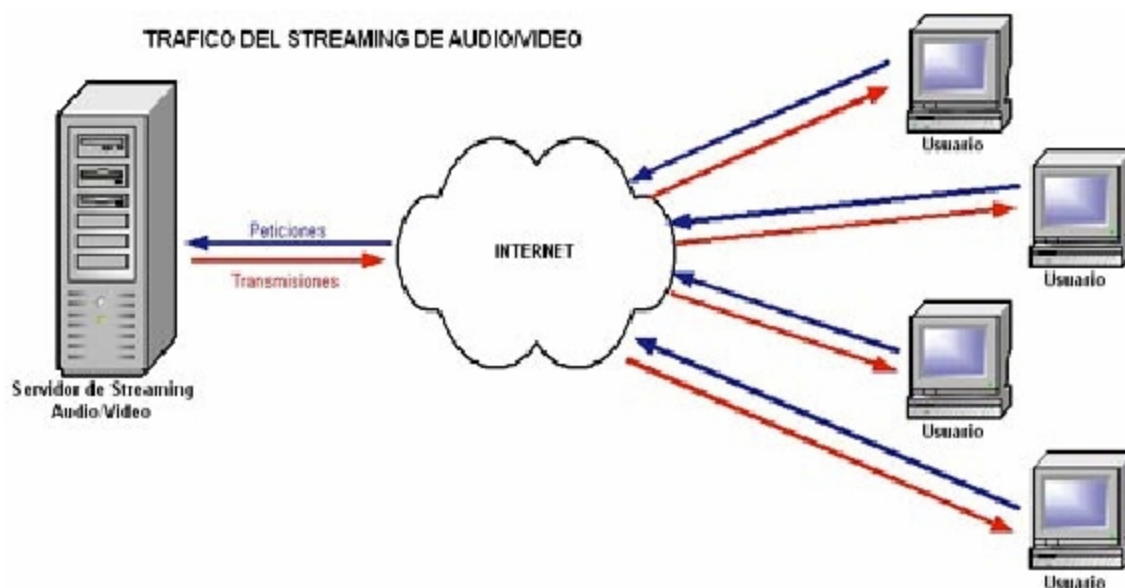 TRAFICO DEL STREAMING DE AUDIO/VIDEO
Usuario
Usuario
Peticiones
INTERNET
Transmisiones
Servidor de Streaming
Audio/Video
Usuario
Usuario